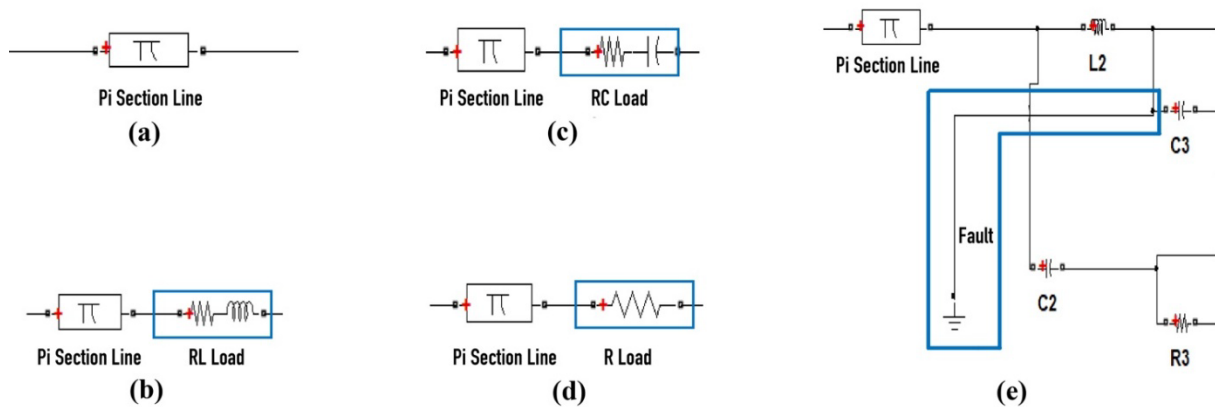 π
Pi Section Line
(a)
π
Pi Section Line
RL Load
(b)
π
Pi Section Line
RC Load
(c)
π
Pi Section Line
R Load
(d)
π
Pi Section Line
L2
C3
Fault
C2
R3
(e)